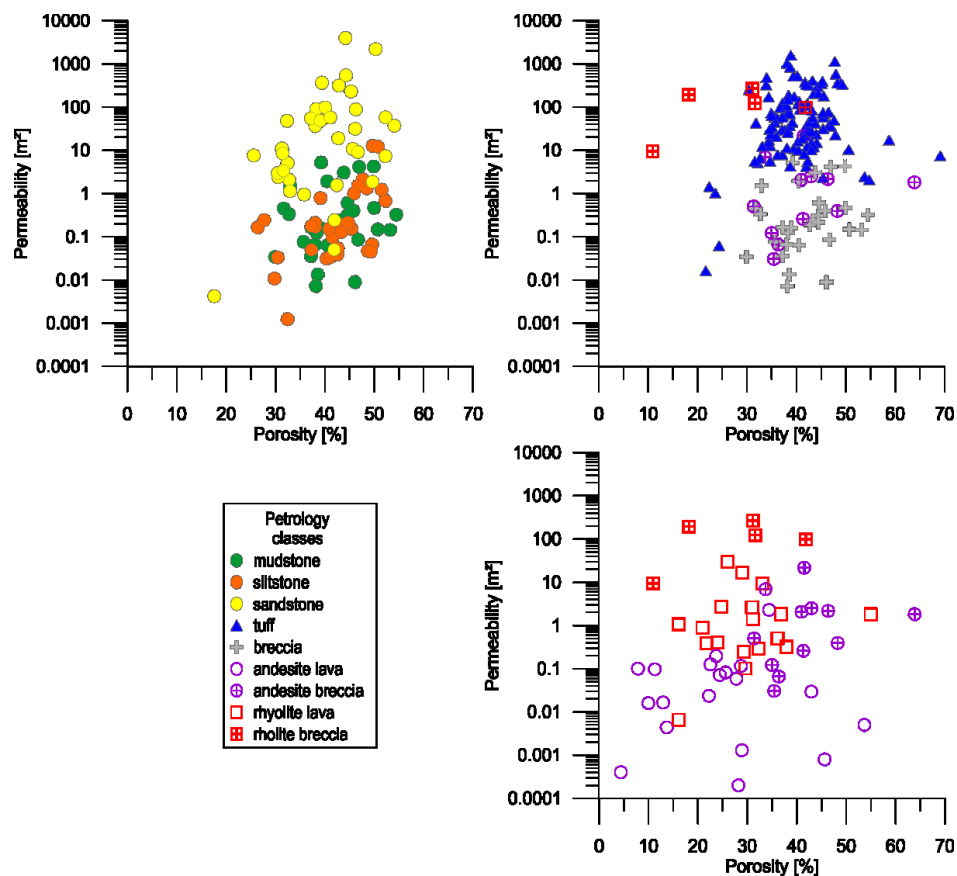 10000
1000
100
10
1
0.1
0.01
0.001
0.0001
Permeability [m²]
0 10 20 30 40 50 60 70
Porosity [%]
10000
1000
100
10
1
0.1
0.01
0.001
0.0001
Permeability [m²]
0 10 20 30 40 50 60 70
Porosity [%]
Petrology
classes
mudstone
siltstone
sandstone
tuff
breccia
andesite lava
andesite breccia
rhyolite lava
rholite breccia
10000
1000
100
10
1
0.1
0.01
0.001
0.0001
Permeability [m²]
0 10 20 30 40 50 60 70
Porosity [%]